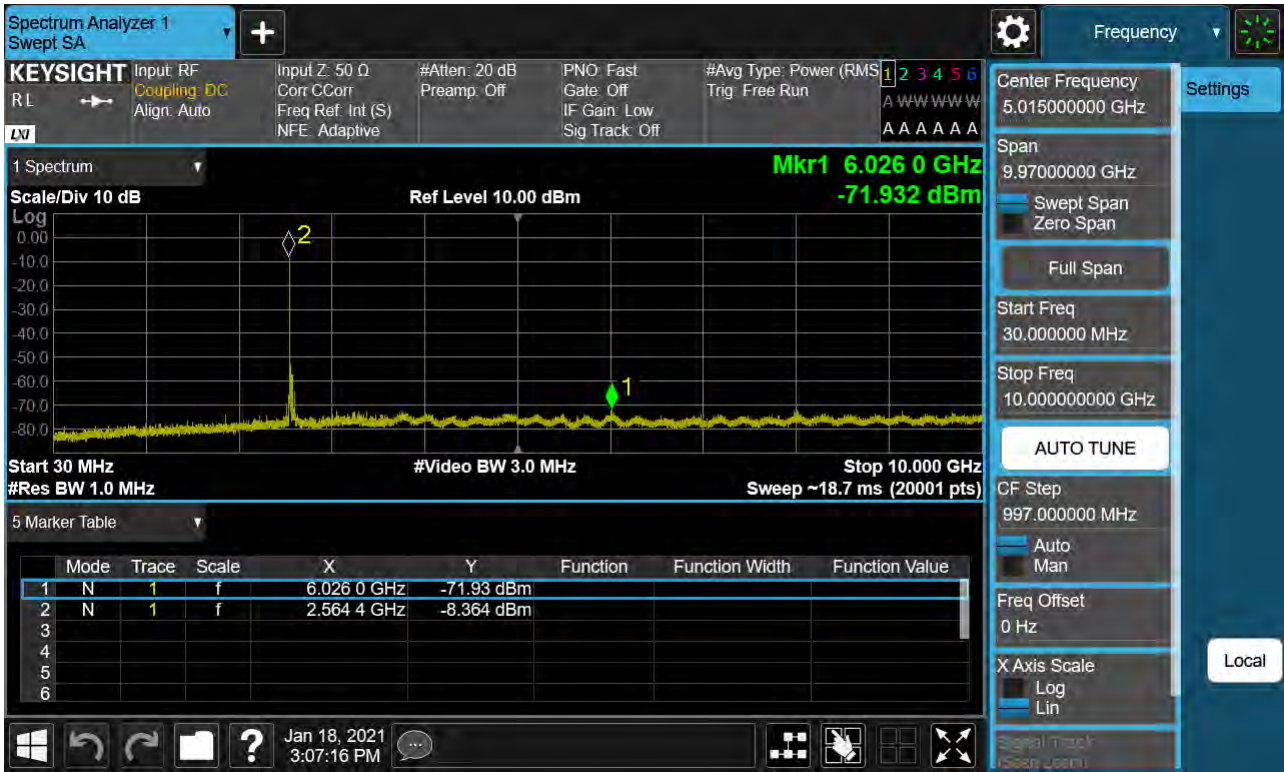 Spectrum Analyzer 1
Swept SA
+
Frequency
KEYSIGHT
RL
LXI
Input: RF
Coupling: DC
Align: Auto
Input Z: 50 Ω
Corr CCorr
Freq Ref: Int (S)
NFE: Adaptive
#Atten: 20 dB
Preamp: Off
PNO: Fast
Gate: Off
IF Gain: Low
Sig Track: Off
#Avg Type: Power (RMS
Trig: Free Run
1 2 3 4 5 6
A W W W W W
A A A A A A
1 Spectrum
Mkr1 6.026 0 GHz
-71.932 dBm
Scale/Div 10 dB
Ref Level 10.00 dBm
Log
0.00
-10.0
-20.0
-30.0
-40.0
-50.0
-60.0
-70.0
-80.0
2
1
Start 30 MHz
#Video BW 3.0 MHz
Stop 10.000 GHz
#Res BW 1.0 MHz
Sweep ~18.7 ms (20001 pts)
5 Marker Table
Mode Trace Scale X Y Function Function Width Function Value
1 N 1 f 6.026 0 GHz -71.93 dBm
2 N 1 f 2.564 4 GHz -8.364 dBm
3
4
5
6
Jan 18, 2021
3:07:16 PM
?
Center Frequency
5.015000000 GHz
Settings
Span
9.97000000 GHz
Swept Span
Zero Span
Full Span
Start Freq
30.000000 MHz
Stop Freq
10.000000000 GHz
AUTO TUNE
CF Step
997.000000 MHz
Auto
Man
Freq Offset
0 Hz
X Axis Scale
Log
Lin
Local
Signal Track
(Span Zoom)